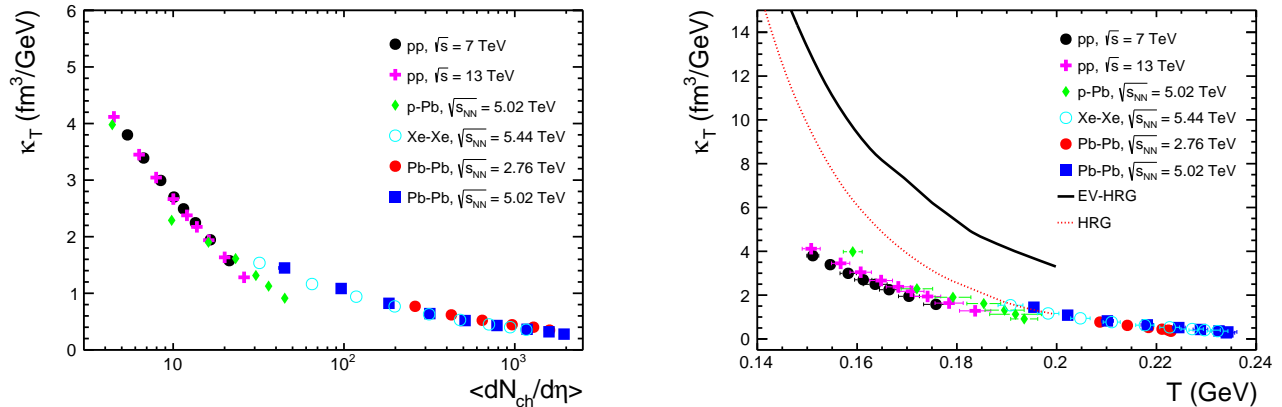 κ_T (fm³/GeV)
6
5
4
3
2
1
0
pp, √s = 7 TeV
pp, √s = 13 TeV
p-Pb, √s_NN = 5.02 TeV
Xe-Xe, √s_NN = 5.44 TeV
Pb-Pb, √s_NN = 2.76 TeV
Pb-Pb, √s_NN = 5.02 TeV
10 10² 10³
<dN_ch/dη>
κ_T (fm³/GeV)
14
12
10
8
6
4
2
0
pp, √s = 7 TeV
pp, √s = 13 TeV
p-Pb, √s_NN = 5.02 TeV
Xe-Xe, √s_NN = 5.44 TeV
Pb-Pb, √s_NN = 2.76 TeV
Pb-Pb, √s_NN = 5.02 TeV
EV-HRG
HRG
0.14 0.16 0.18 0.2 0.22 0.24
T (GeV)